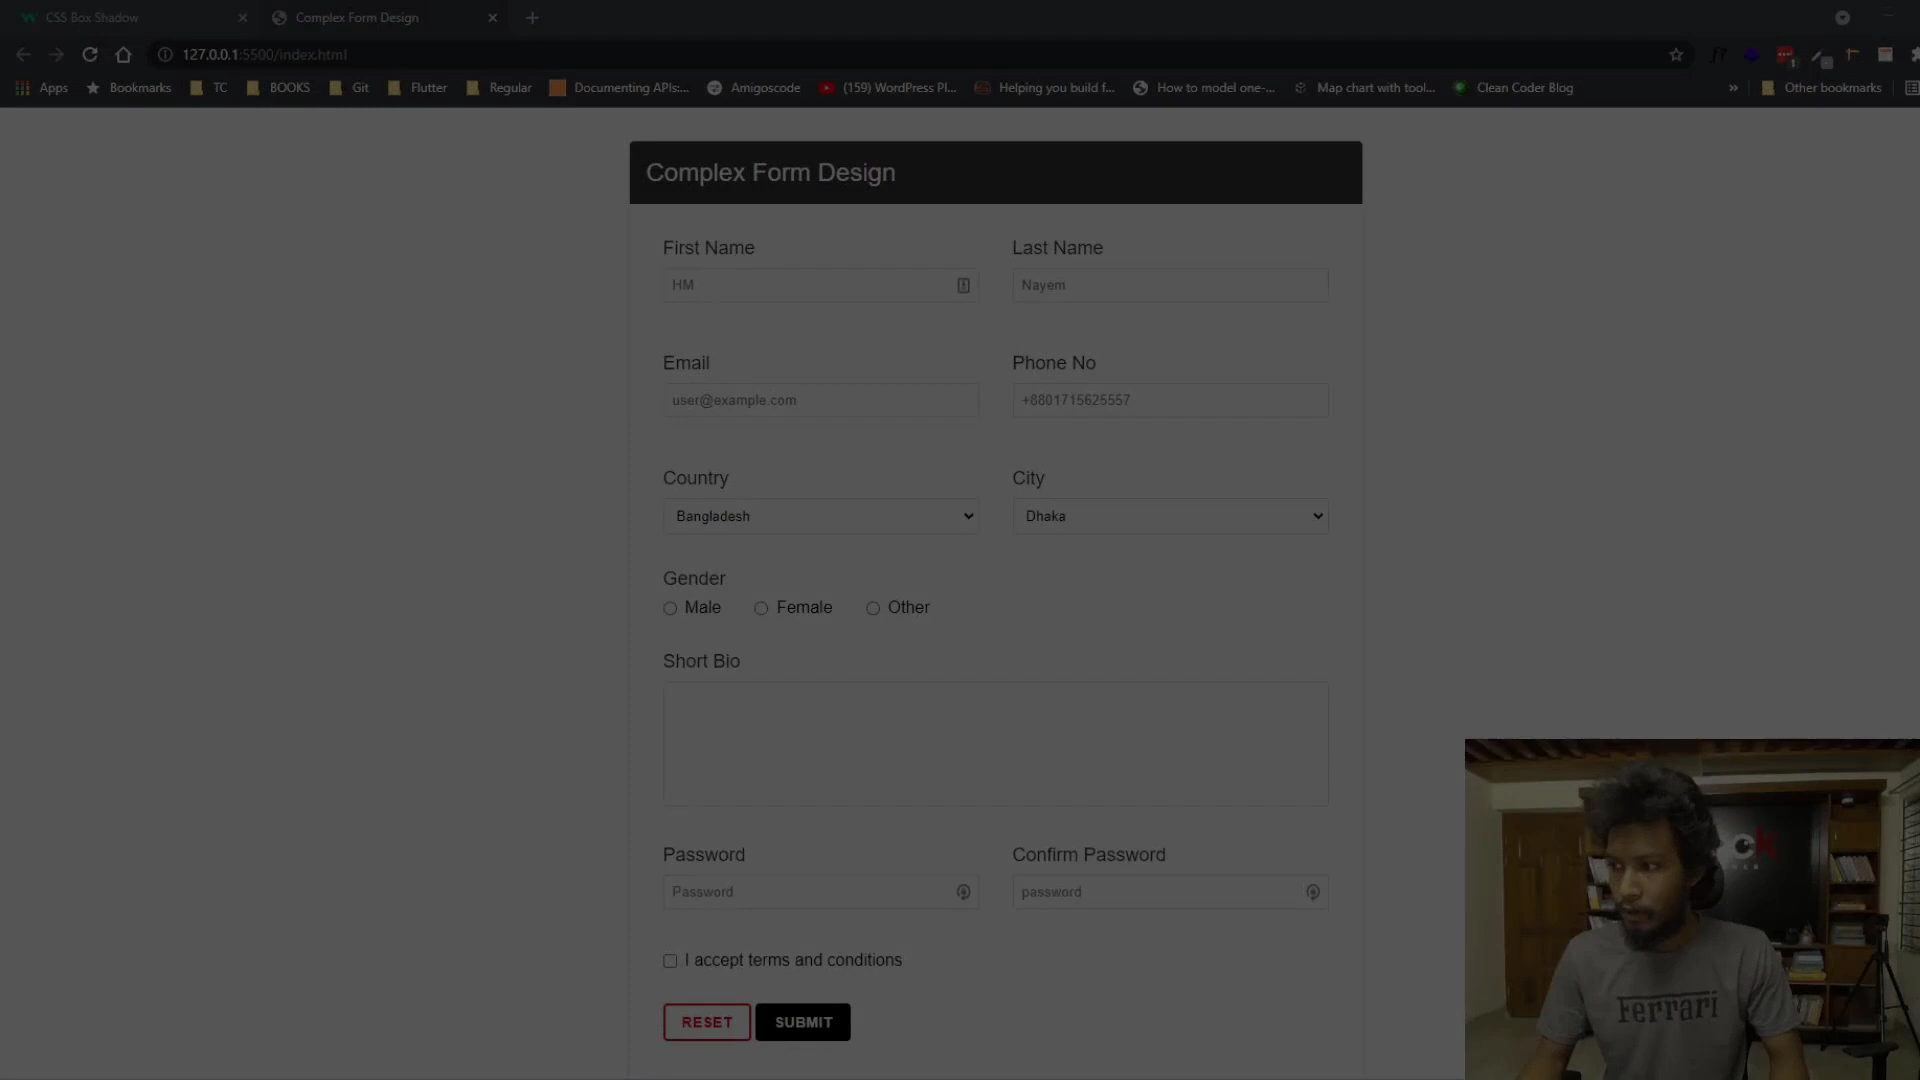 CSS Box Shadow
Complex Form Design
127.0.0.1:5500/index.html
Apps
Bookmarks
TC
BOOKS
Git
Flutter
Regular
Documenting APIs:...
Amigoscode
(159) WordPress Pl...
Helping you build f...
How to model one-...
Map chart with tool...
Clean Coder Blog
»
Other bookmarks
Complex Form Design
First Name
Last Name
HM
Nayem
Email
Phone No
user@example.com
+8801715625557
Country
City
Bangladesh
Dhaka
Gender
Male
Female
Other
Short Bio
Password
Confirm Password
Password
password
I accept terms and conditions
RESET
SUBMIT
Ferrari